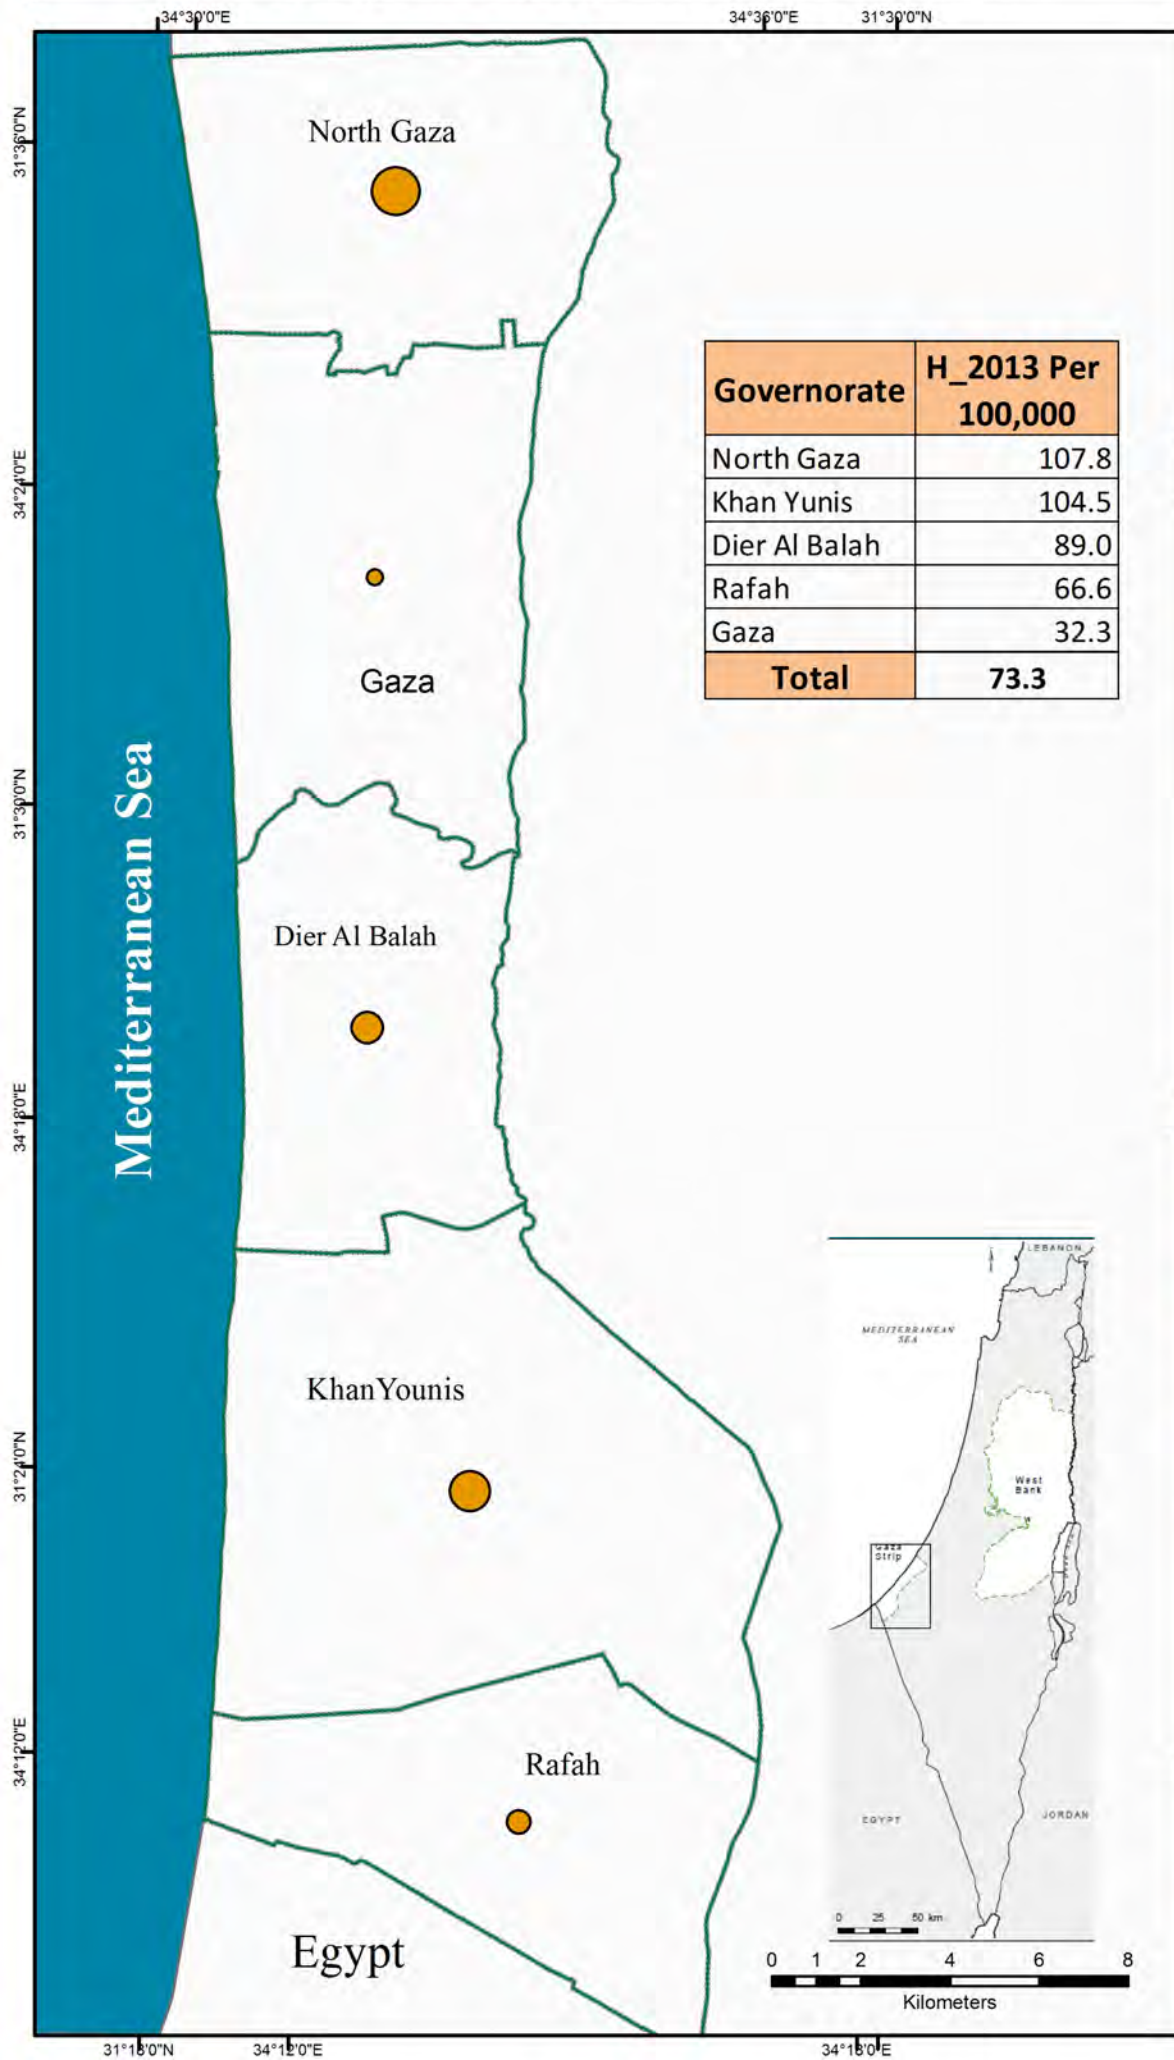 34°30'0"E
34°36'0"E
31°30'0"N
31°36'0"N
North Gaza
Governorate H_2013 Per 100,000
North Gaza 107.8
Khan Yunis 104.5
Dier Al Balah 89.0
Rafah 66.6
Gaza 32.3
Total 73.3
34°24'0"E
Gaza
31°30'0"N
Mediterranean Sea
Dier Al Balah
34°18'0"E
LEBANON
MEDITERRANEAN
SEA
KhanYounis
31°24'0"N
West
Bank
Gaza
Strip
34°12'0"E
Rafah
EGYPT
JORDAN
0 25 50 km
Egypt
0 1 2 4 6 8
Kilometers
31°18'0"N
34°12'0"E
34°18'0"E